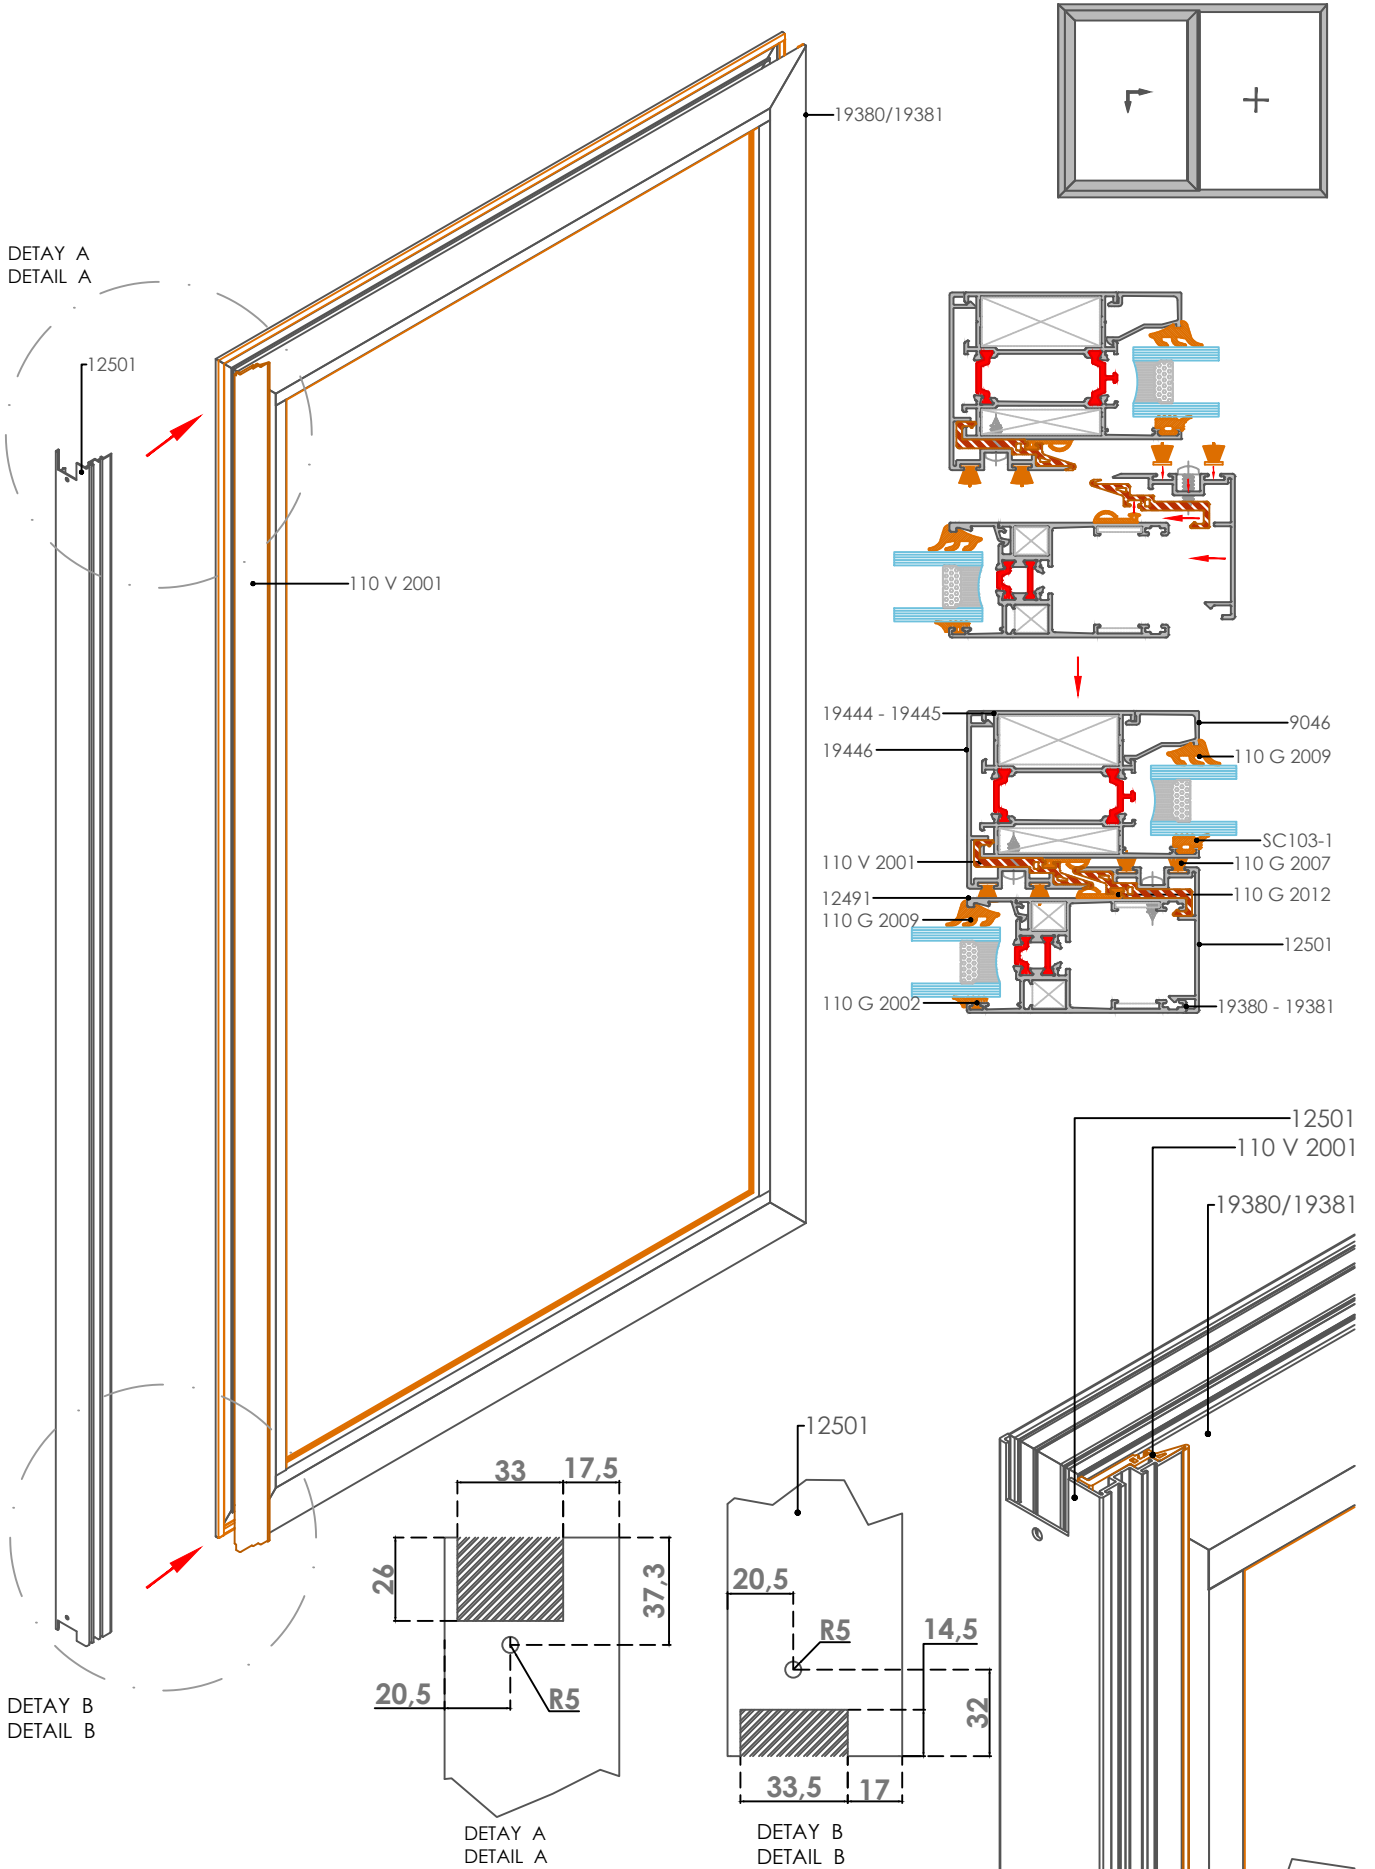 19380/19381
DETAY A
DETAIL A
12501
110 V 2001
19444 - 19445
9046
19446
110 G 2009
SC103-1
110 V 2001
110 G 2007
12491
110 G 2012
110 G 2009
12501
110 G 2002
19380 - 19381
12501
110 V 2001
19380/19381
12501
33
17,5
26
37,3
20,5
R5
20,5
R5
14,5
32
33,5
17
DETAY B
DETAIL B
DETAY A
DETAIL A
DETAY B
DETAIL B